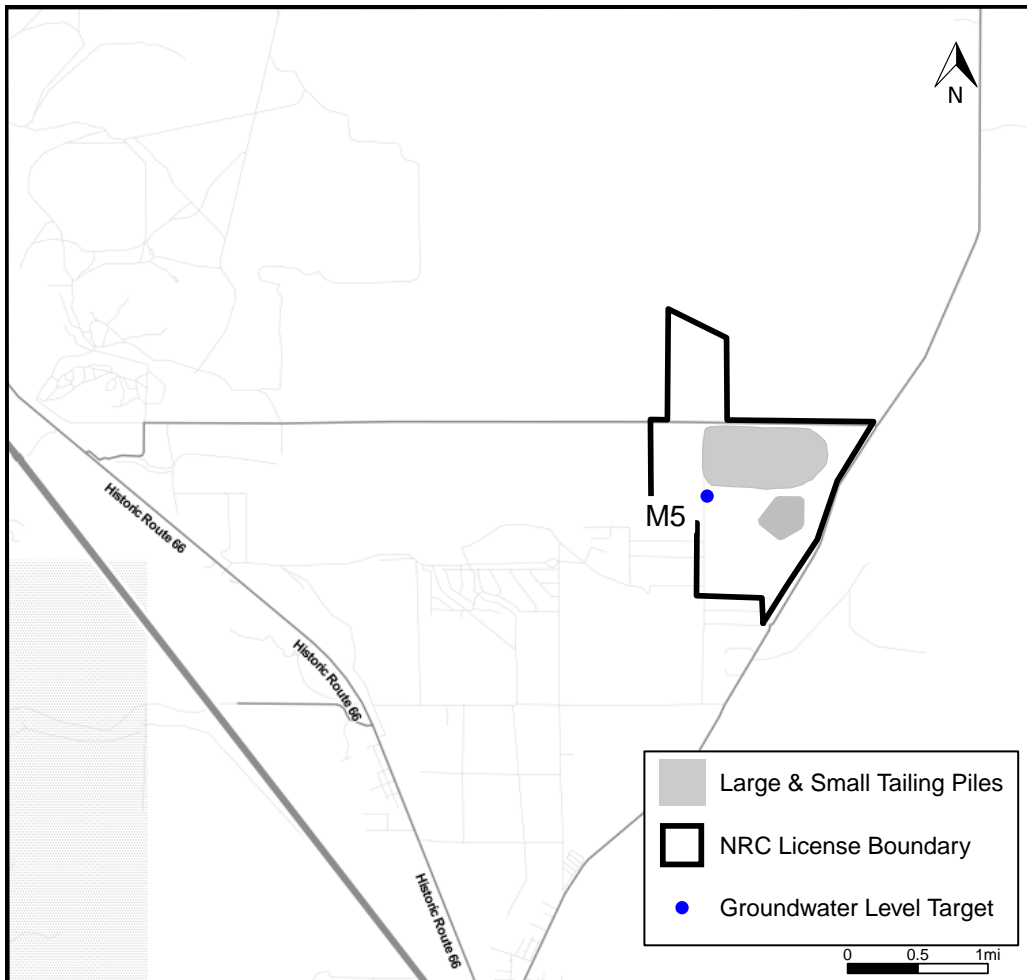 N
M5
Historic Route 66
Historic Route 66
Historic Route 66
Large & Small Tailing Piles
NRC License Boundary
Groundwater Level Target
0 0.5 1mi